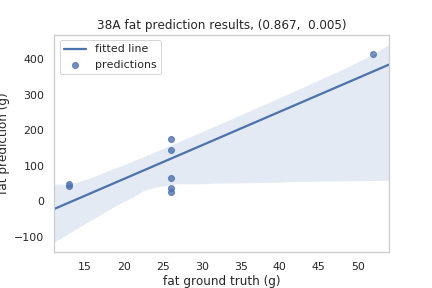 38A fat prediction results, (0.867,  0.005)
fitted line
predictions
fat prediction (g)
400
300
200
100
0
−100
15 20 25 30 35 40 45 50
fat ground truth (g)